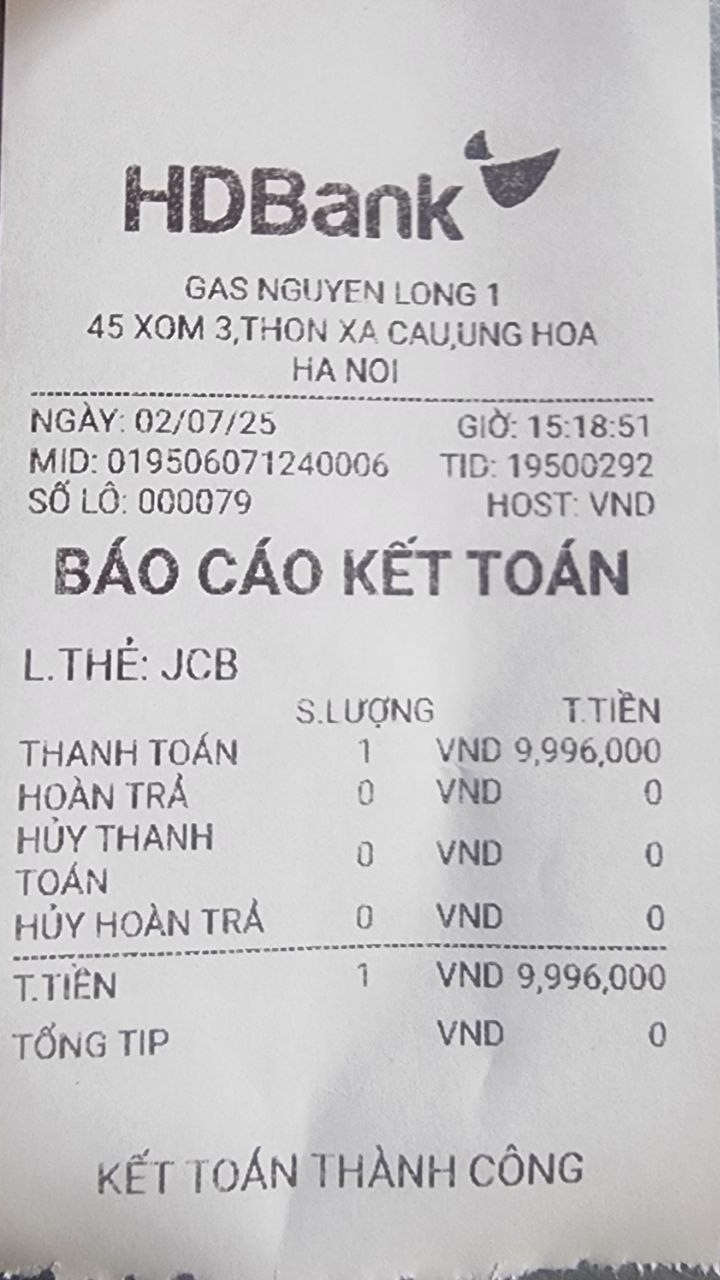 HDBank
GAS NGUYEN LONG 1
45 XOM 3,THON XA CAU,UNG HOA
HA NOI
NGÀY: 02/07/25 GIỜ: 15:18:51
MID: 019506071240006 TID: 19500292
SỐ LÔ: 000079 HOST: VND
BÁO CÁO KẾT TOÁN
L.THẺ: JCB
S.LƯỢNG T.TIỀN
THANH TOÁN 1 VND 9,996,000
HOÀN TRẢ 0 VND 0
HỦY THANH
TOÁN 0 VND 0
HỦY HOÀN TRẢ 0 VND 0
T.TIỀN 1 VND 9,996,000
TỔNG TIP VND 0
KẾT TOÁN THÀNH CÔNG